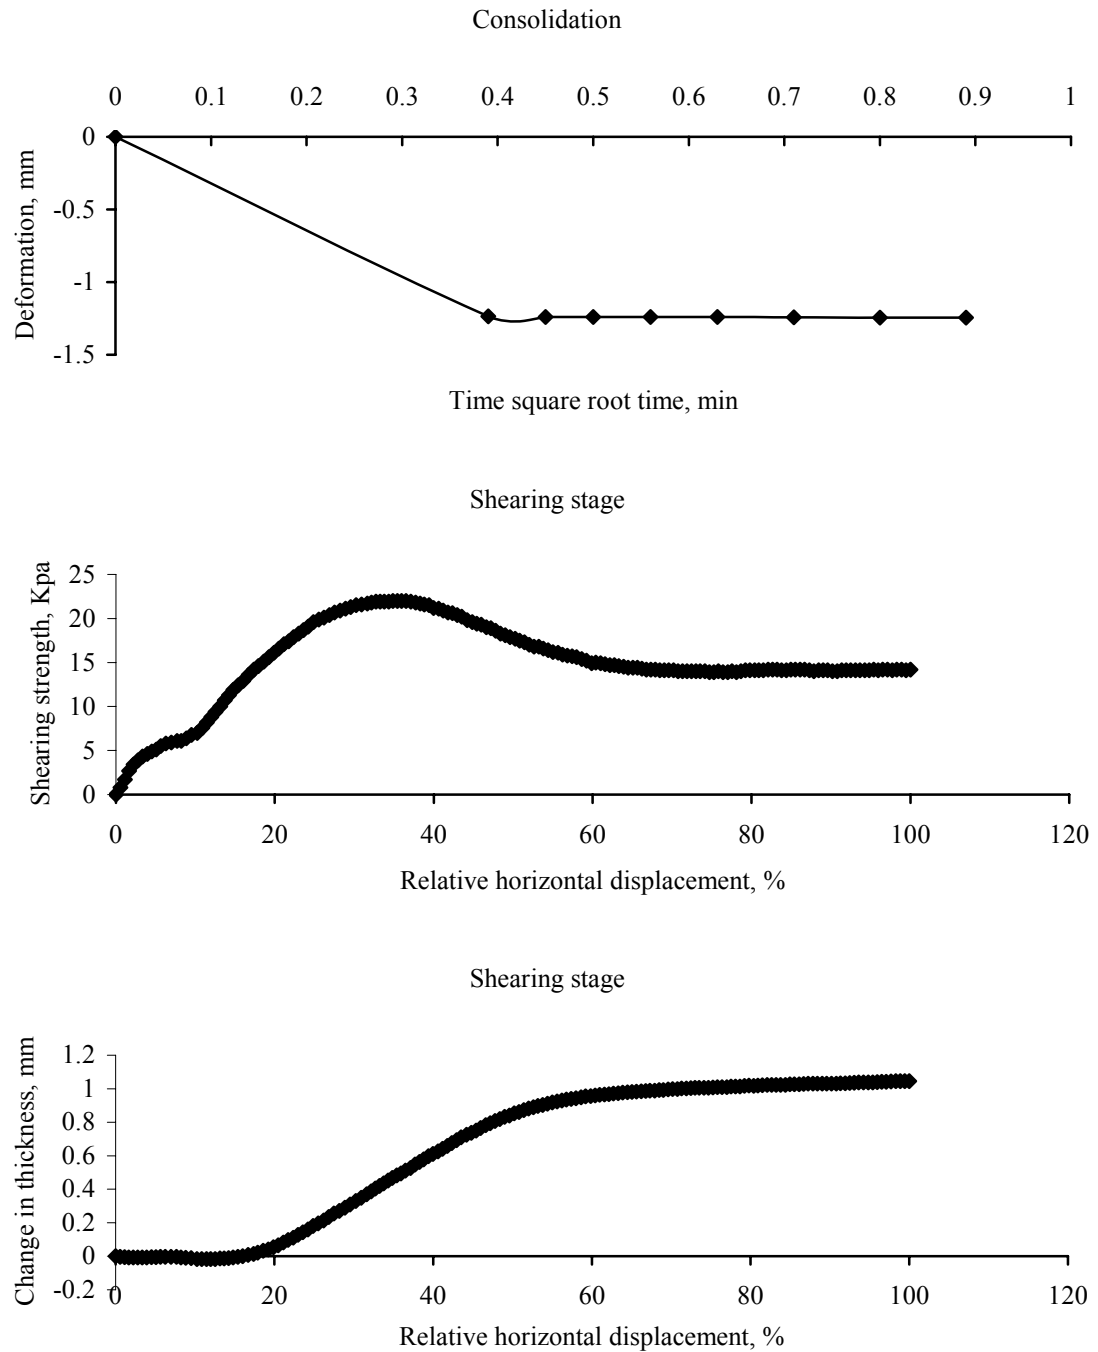 Consolidation
0 0.1 0.2 0.3 0.4 0.5 0.6 0.7 0.8 0.9 1
0
-0.5
-1
-1.5
Deformation, mm
Time square root time, min
Shearing stage
25
20
15
10
5
0
Shearing strength, Kpa
0 20 40 60 80 100 120
Relative horizontal displacement, %
Shearing stage
1.2
1
0.8
0.6
0.4
0.2
0
-0.2
Change in thickness, mm
0 20 40 60 80 100 120
Relative horizontal displacement, %